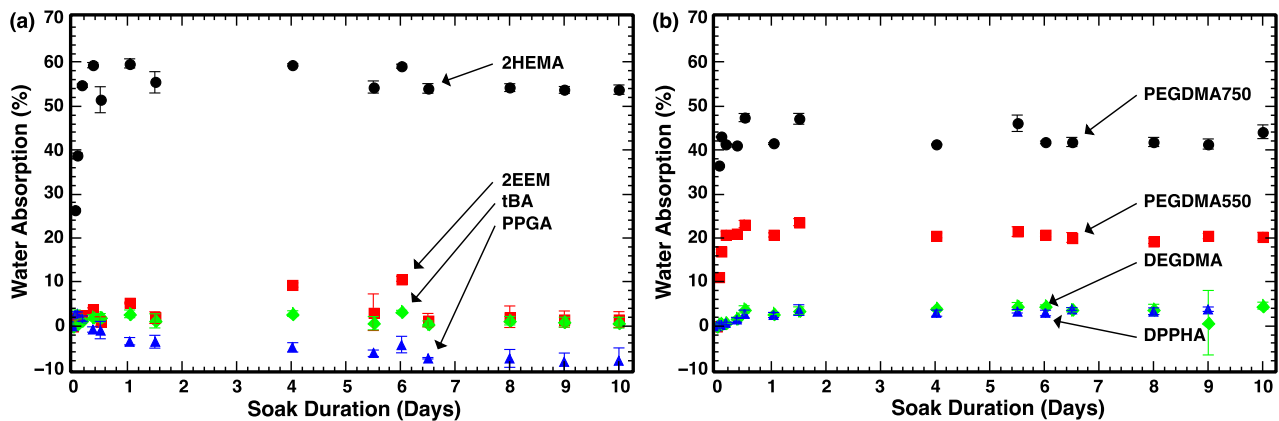 (a)
Water Absorption (%)
70
60
50
40
30
20
10
0
−10
2HEMA
2EEM
tBA
PPGA
0 1 2 3 4 5 6 7 8 9 10
Soak Duration (Days)
(b)
Water Absorption (%)
70
60
50
40
30
20
10
0
−10
PEGDMA750
PEGDMA550
DEGDMA
DPPHA
0 1 2 3 4 5 6 7 8 9 10
Soak Duration (Days)